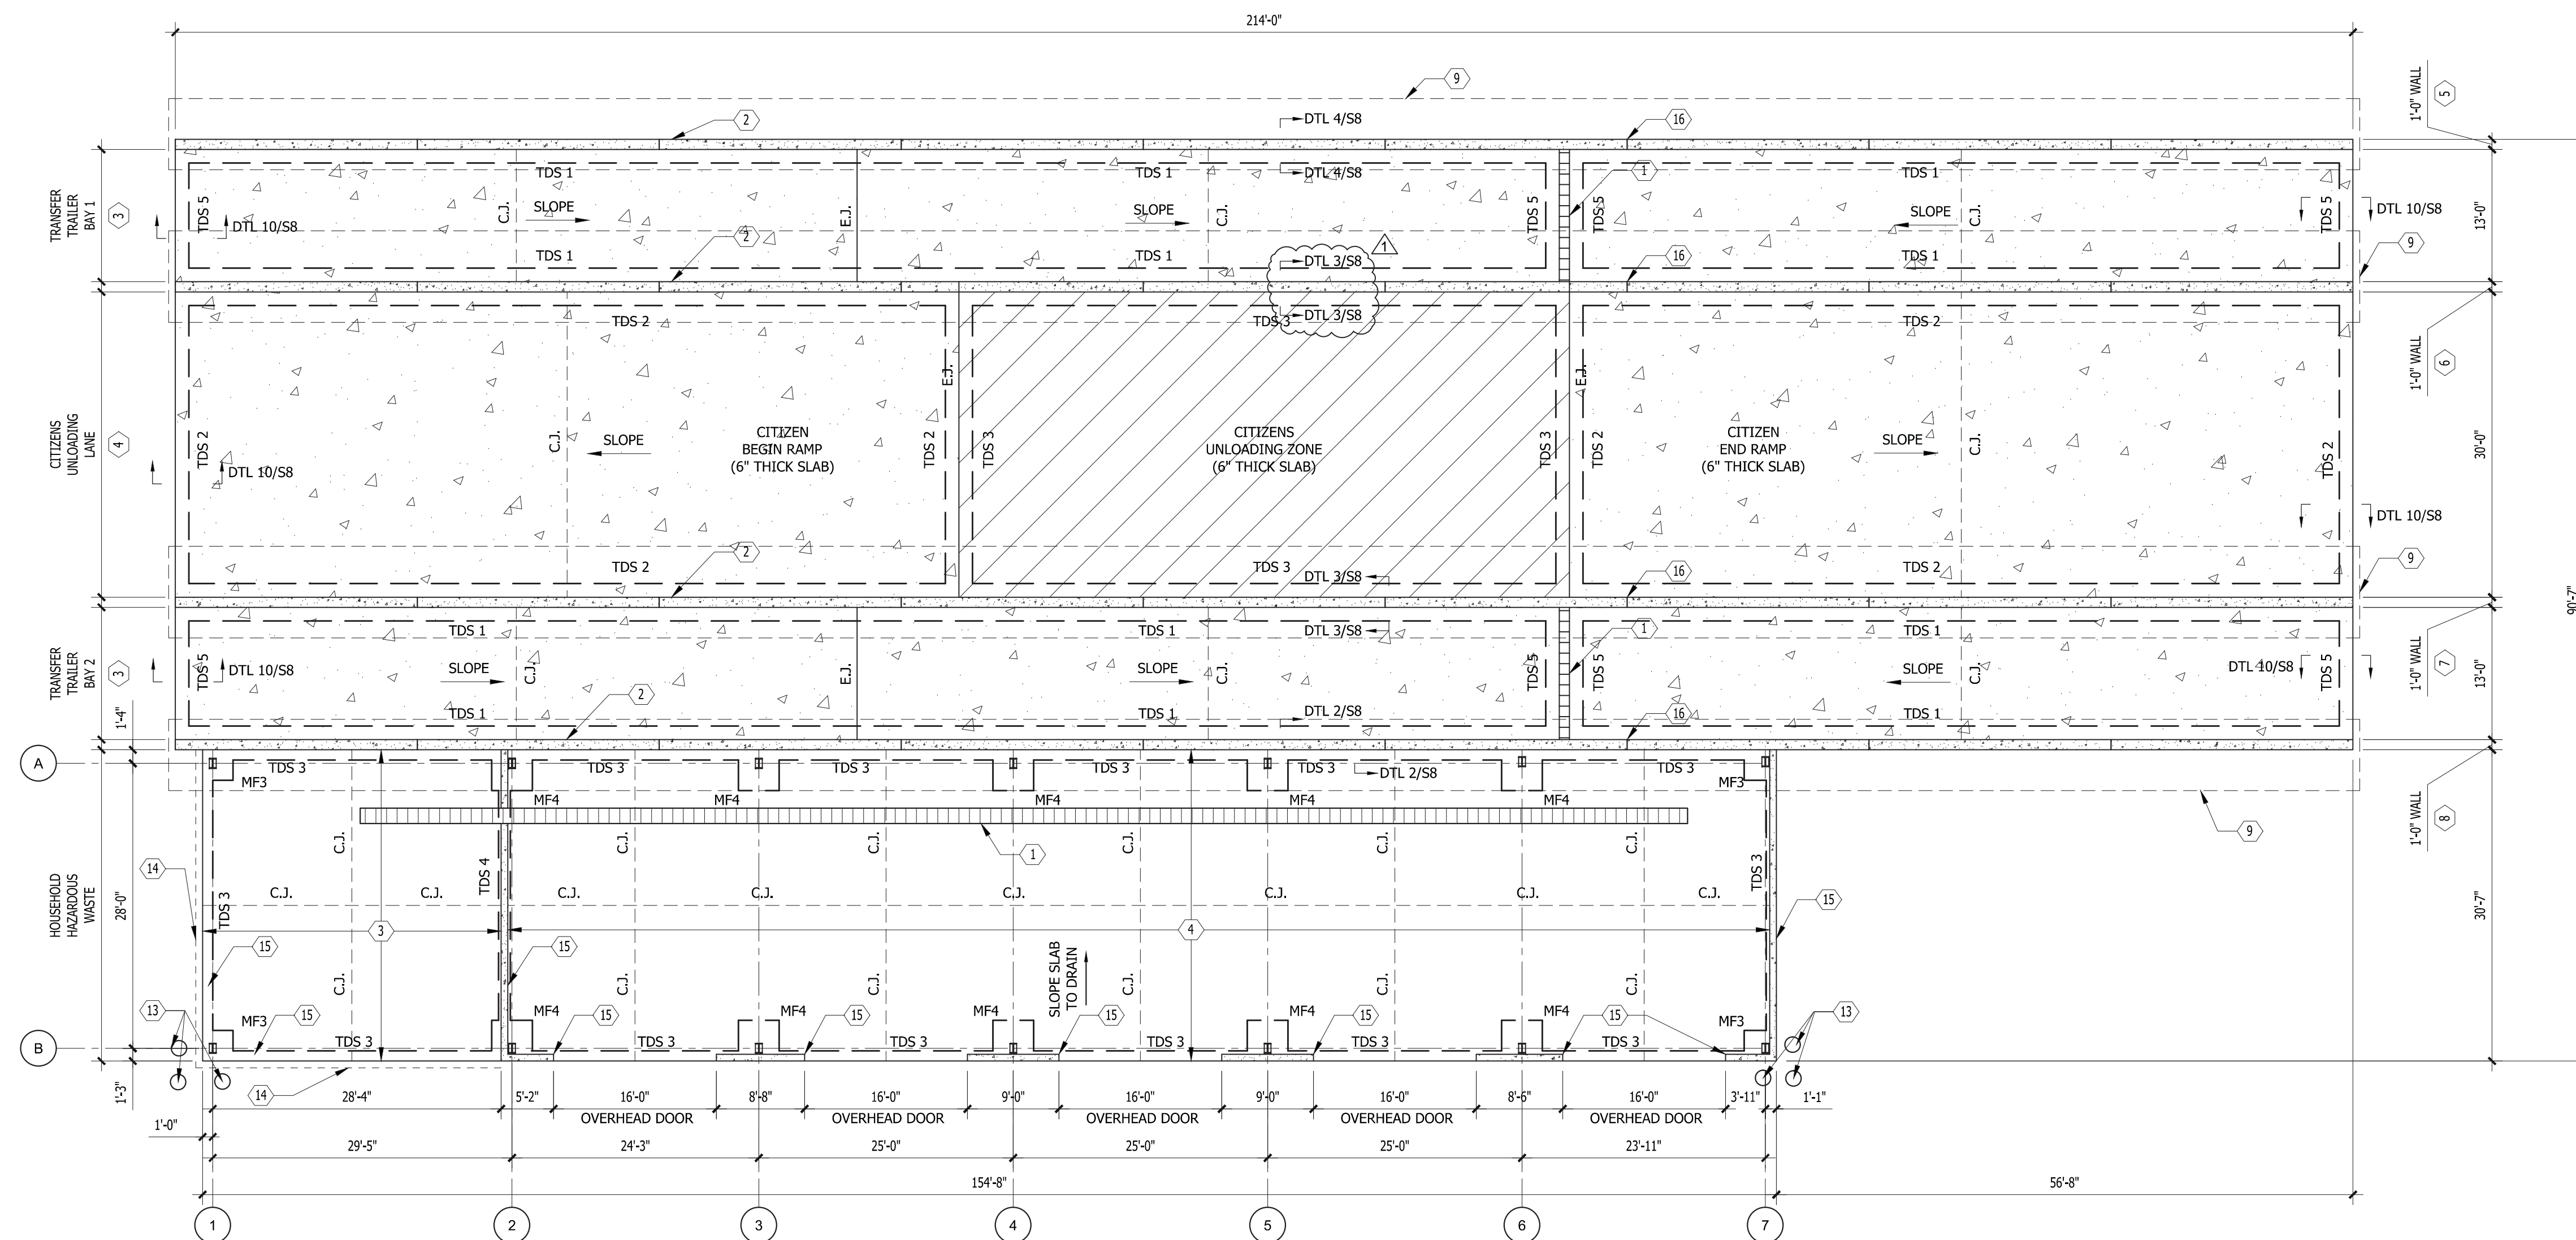 214'-0"
9
1'-0" WALL
5
DTL 4/S8
2
16
TRANSFER
TRAILER
BAY 1
3
TDS 1
TDS 1
DTL 4/S8
1
TDS 1
TDS 5
DTL 10/S8
C.J.
SLOPE
E.J.
SLOPE
C.J.
TDS 5
TDS 5
SLOPE
C.J.
TDS 5
DTL 10/S8
13'-0"
2
TDS 1
TDS 1
DTL 3/S8
1
16
TDS 1
9
CITIZENS
UNLOADING
LANE
4
TDS 2
TDS 3
DTL 3/S8
TDS 2
1'-0" WALL
6
TDS 2
DTL 10/S8
C.J.
SLOPE
CITIZEN
BEGIN RAMP
(6" THICK SLAB)
TDS 2
E.J.
TDS 3
CITIZENS
UNLOADING ZONE
(6" THICK SLAB)
TDS 3
E.J.
TDS 2
CITIZEN
END RAMP
(6" THICK SLAB)
SLOPE
C.J.
TDS 2
DTL 10/S8
30'-0"
2
TDS 2
TDS 3
DTL 3/S8
16
TDS 2
9
90'-7"
TRANSFER
TRAILER
BAY 2
3
TDS 1
TDS 1
DTL 3/S8
1
TDS 1
TDS 5
DTL 10/S8
SLOPE
C.J.
E.J.
SLOPE
C.J.
TDS 5
TDS 5
SLOPE
C.J.
DTL 10/S8
TDS 5
1'-0" WALL
7
13'-0"
2
1'-4"
TDS 1
TDS 1
DTL 2/S8
16
TDS 1
A
TDS 3
TDS 3
TDS 3
TDS 3
TDS 3
DTL 2/S8
TDS 3
MF3
MF4
MF4
MF4
MF4
MF4
MF3
1'-0" WALL
8
9
1
C.J.
C.J.
C.J.
C.J.
C.J.
C.J.
14
HOUSEHOLD
HAZARDOUS
WASTE
28'-0"
TDS 3
C.J.
C.J.
TDS 4
C.J.
C.J.
C.J.
C.J.
C.J.
C.J.
TDS 3
15
30'-7"
3
4
15
15
SLOPE SLAB
TO DRAIN
C.J.
C.J.
C.J.
C.J.
C.J.
C.J.
13
MF3
15
MF4
15
MF4
15
MF4
15
MF4
15
MF4
15
MF3
13
B
TDS 3
TDS 3
TDS 3
TDS 3
TDS 3
TDS 3
1'-3"
14
28'-4"
5'-2"
16'-0"
OVERHEAD DOOR
8'-8"
16'-0"
OVERHEAD DOOR
9'-0"
16'-0"
OVERHEAD DOOR
9'-0"
16'-0"
OVERHEAD DOOR
8'-6"
16'-0"
OVERHEAD DOOR
3'-11"
1'-1"
1'-0"
29'-5"
24'-3"
25'-0"
25'-0"
25'-0"
23'-11"
154'-8"
56'-8"
1
2
3
4
5
6
7